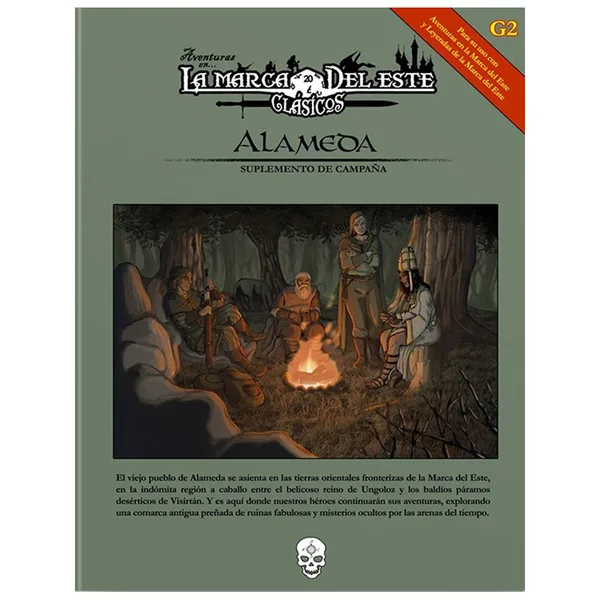 G2
Para su uso con
Aventuras en la Marca del Este
y Leyendas de la Marca del Este
Aventuras
en...
LA MARCA DEL ESTE
20
CLÁSICOS
ALAMEDA
SUPLEMENTO DE CAMPAÑA
El viejo pueblo de Alameda se asienta en las tierras orientales fronterizas de la Marca del Este,
en la indómita región a caballo entre el belicoso reino de Ungoloz y los baldíos páramos
desérticos de Visirtán. Y es aquí donde nuestros héroes continuarán sus aventuras, explorando
una comarca antigua preñada de ruinas fabulosas y misterios ocultos por las arenas del tiempo.